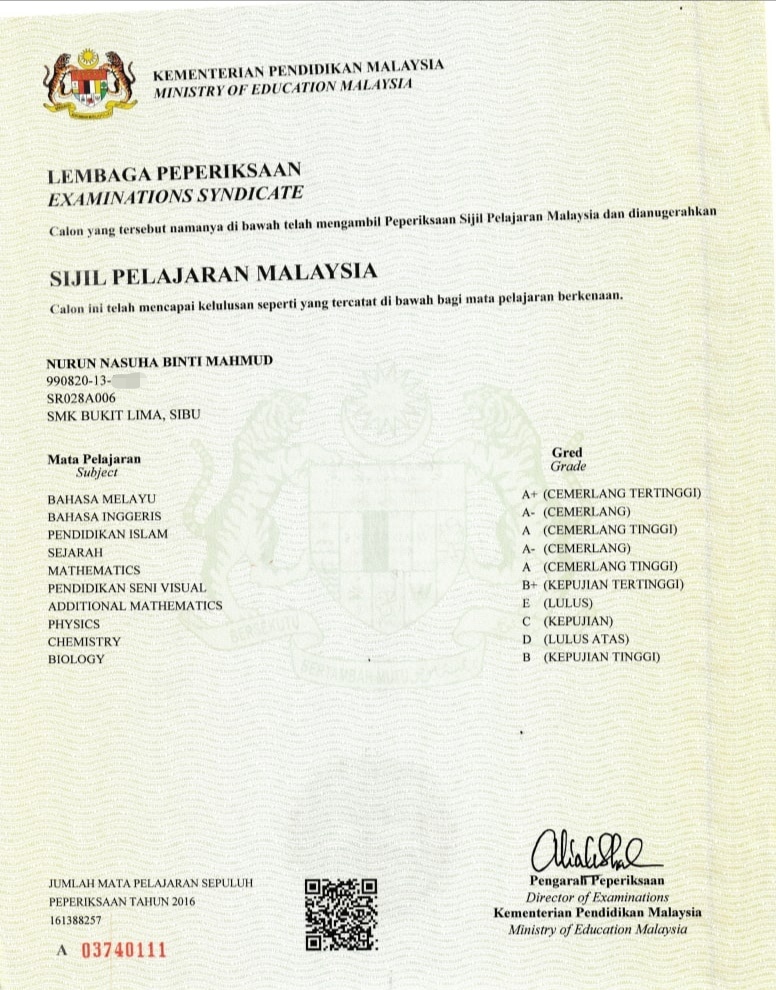 KEMENTERIAN PENDIDIKAN MALAYSIA
MINISTRY OF EDUCATION MALAYSIA
LEMBAGA PEPERIKSAAN
EXAMINATIONS SYNDICATE
Calon yang tersebut namanya di bawah telah mengambil Peperiksaan Sijil Pelajaran Malaysia dan dianugerahkan
SIJIL PELAJARAN MALAYSIA
Calon ini telah mencapai kelulusan seperti yang tercatat di bawah bagi mata pelajaran berkenaan.
NURUN NASUHA BINTI MAHMUD
990820-13-
SR028A006
SMK BUKIT LIMA, SIBU
Mata Pelajaran Gred
Subject Grade
BAHASA MELAYU A+ (CEMERLANG TERTINGGI)
BAHASA INGGERIS A- (CEMERLANG)
PENDIDIKAN ISLAM A (CEMERLANG TINGGI)
SEJARAH A- (CEMERLANG)
MATHEMATICS A (CEMERLANG TINGGI)
PENDIDIKAN SENI VISUAL B+ (KEPUJIAN TERTINGGI)
ADDITIONAL MATHEMATICS E (LULUS)
PHYSICS C (KEPUJIAN)
CHEMISTRY D (LULUS ATAS)
BIOLOGY B (KEPUJIAN TINGGI)
BERSEKUTU
BERTAMBAH MUTU
JUMLAH MATA PELAJARAN SEPULUH
PEPERIKSAAN TAHUN 2016
161388257
A 03740111
Pengarah Peperiksaan
Director of Examinations
Kementerian Pendidikan Malaysia
Ministry of Education Malaysia